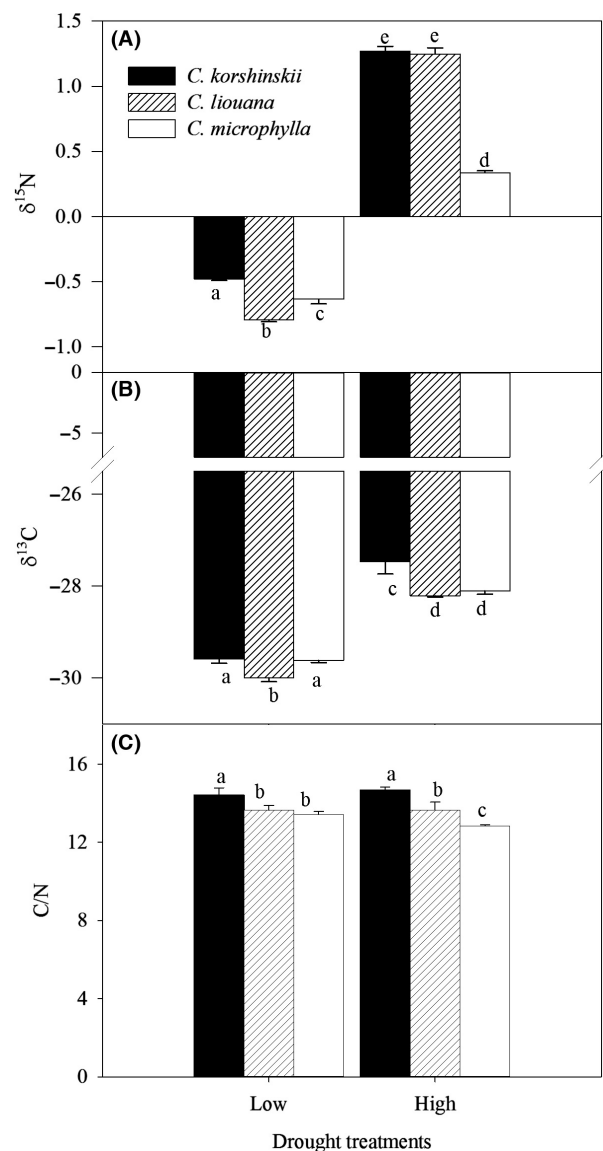 (A)
1.5
1.0
0.5
0.0
−0.5
−1.0
δ15N
C. korshinskii
C. liouana
C. microphylla
e e
d
a
b
c
(B)
0
−5
−26
−28
−30
δ13C
a
b
a
c
d
d
(C)
16
12
8
4
0
C/N
a
b
b
a
b
c
Low High
Drought treatments